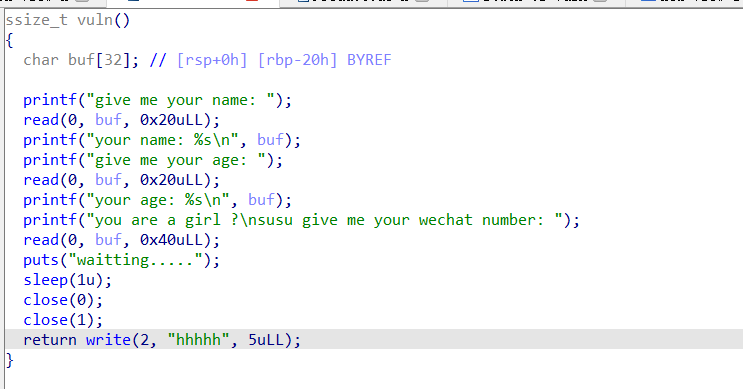 ssize_t vuln()
{
  char buf[32]; // [rsp+0h] [rbp-20h] BYREF

  printf("give me your name: ");
  read(0, buf, 0x20uLL);
  printf("your name: %s\n", buf);
  printf("give me your age: ");
  read(0, buf, 0x20uLL);
  printf("your age: %s\n", buf);
  printf("you are a girl ?\nsusu give me your wechat number: ");
  read(0, buf, 0x40uLL);
  puts("waitting.....");
  sleep(1u);
  close(0);
  close(1);
  return write(2, "hhhhh", 5uLL);
}